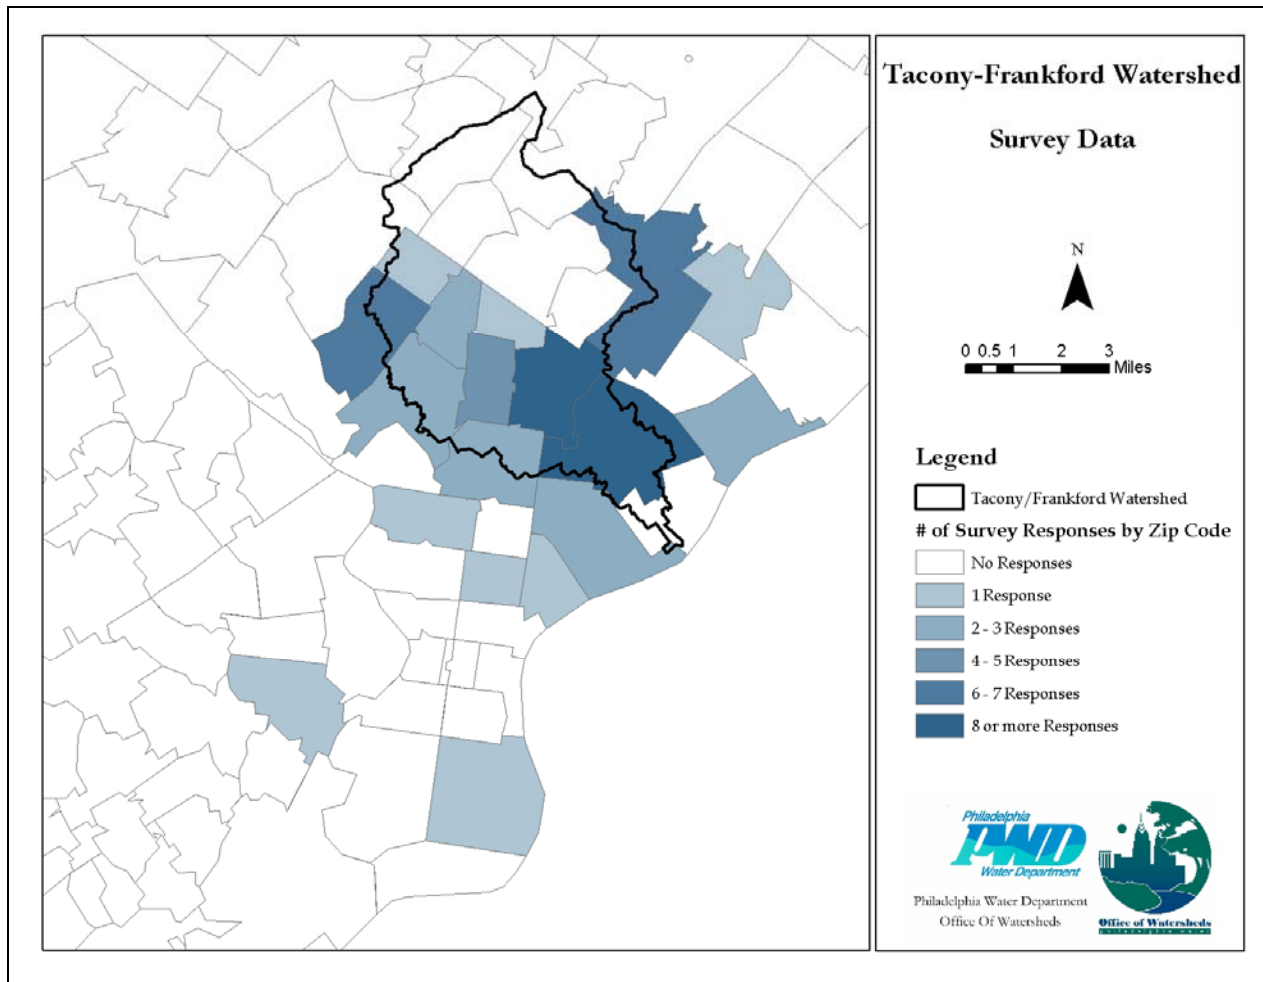 Tacony-Frankford Watershed
Survey Data
N
0 0.5 1 2 3
Miles
Legend
Tacony/Frankford Watershed
# of Survey Responses by Zip Code
No Responses
1 Response
2 - 3 Responses
4 - 5 Responses
6 - 7 Responses
8 or more Responses
Philadelphia
PWD
Water Department
Philadelphia Water Department
Office Of Watersheds
Office of Watersheds
philadelphia water